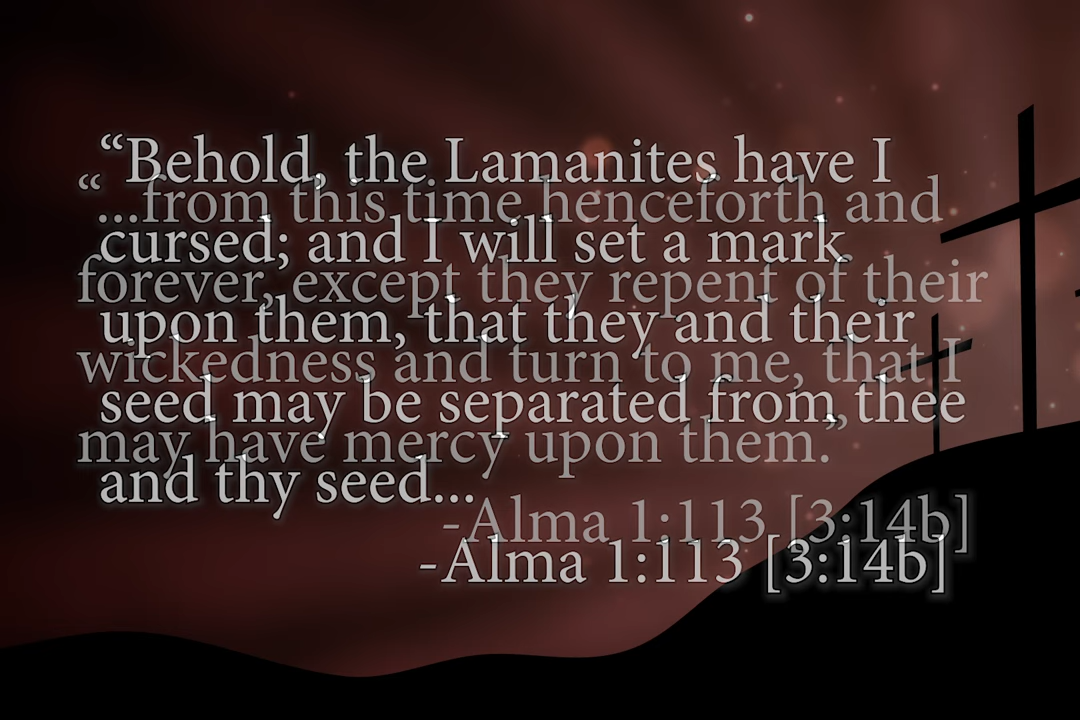 “Behold, the Lamanites have I
cursed; and I will set a mark
upon them, that they and their
seed may be separated from thee
and thy seed...
-Alma 1:113 [3:14b]
“...from this time henceforth and
forever, except they repent of their
wickedness and turn to me, that I
may have mercy upon them.”
-Alma 1:113 [3:14b]